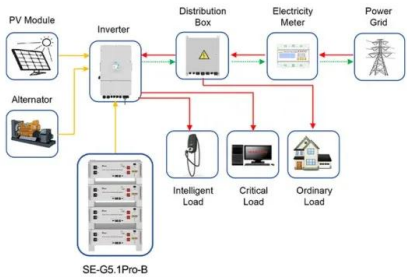 PV Module
Inverter
Distribution
Box
Electricity
Meter
Power
Grid
Alternator
Intelligent
Load
Critical
Load
Ordinary
Load
SE-G5.1Pro-B